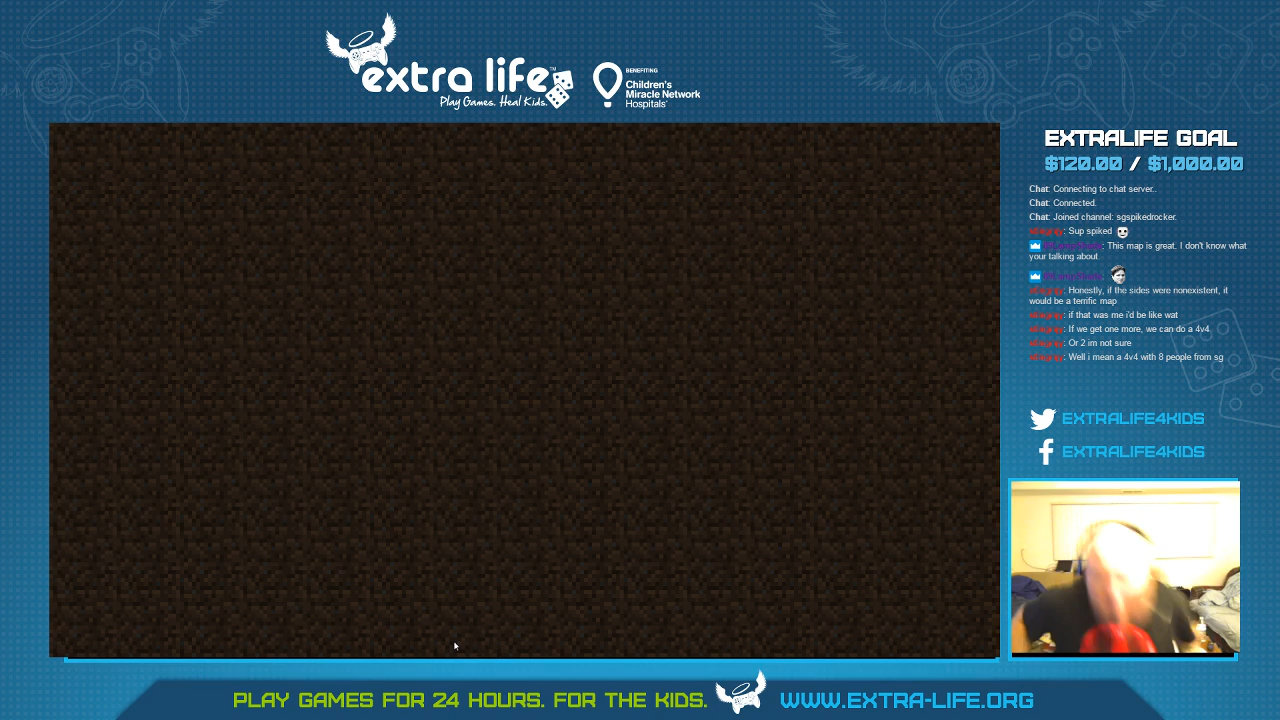 extra life™
Play Games. Heal Kids.
BENEFITING
Children's
Miracle Network
Hospitals
EXTRALIFE GOAL
$120.00 / $1,000.00
Chat: Connecting to chat server..
Chat: Connected.
Chat: Joined channel: sgspikedrocker.
: Sup spiked
: This map is great. I don't know what
your talking about.
: Honestly, if the sides were nonexistent, it
would be a terrific map
: if that was me i'd be like wat
: If we get one more, we can do a 4v4
: Or 2 im not sure
: Well i mean a 4v4 with 8 people from sg
EXTRALIFE4KIDS
EXTRALIFE4KIDS
PLAY GAMES FOR 24 HOURS. FOR THE KIDS.
WWW.EXTRA-LIFE.ORG